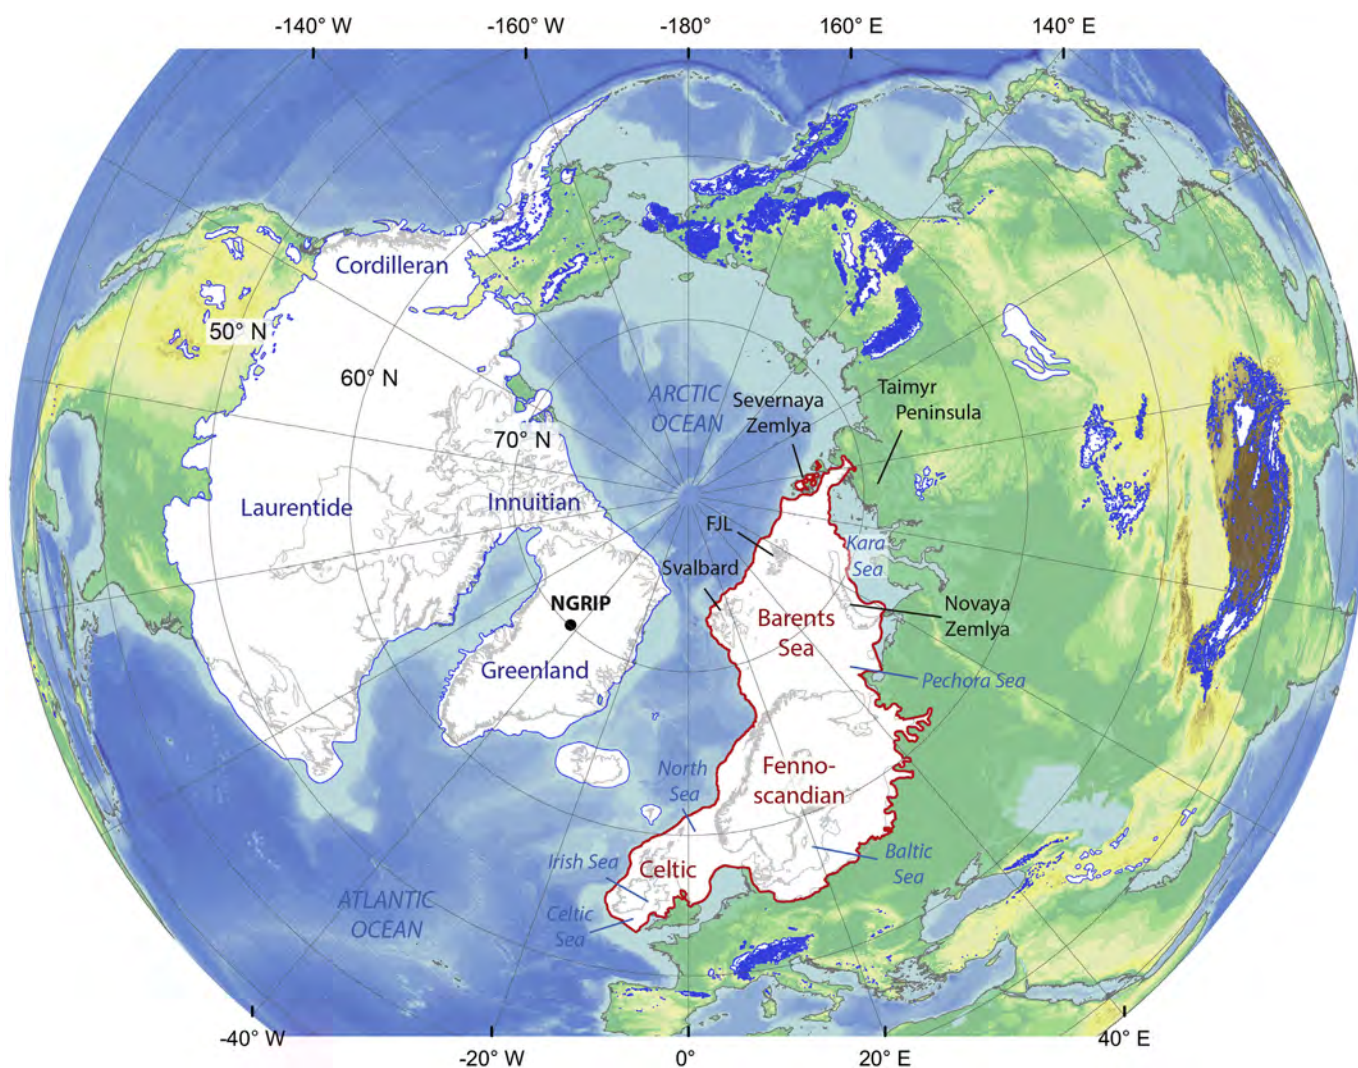 -140° W
-160° W
-180°
160° E
140° E
Cordilleran
50° N
60° N
70° N
ARCTIC
OCEAN
Severnaya
Zemlya
Taimyr
Peninsula
Laurentide
Innuitian
FJL
Kara
Sea
Svalbard
NGRIP
Barents
Sea
Novaya
Zemlya
Greenland
Pechora Sea
North
Sea
Fenno-
scandian
Irish Sea
Celtic
Baltic
Sea
ATLANTIC
OCEAN
Celtic
Sea
-40° W
-20° W
0°
20° E
40° E